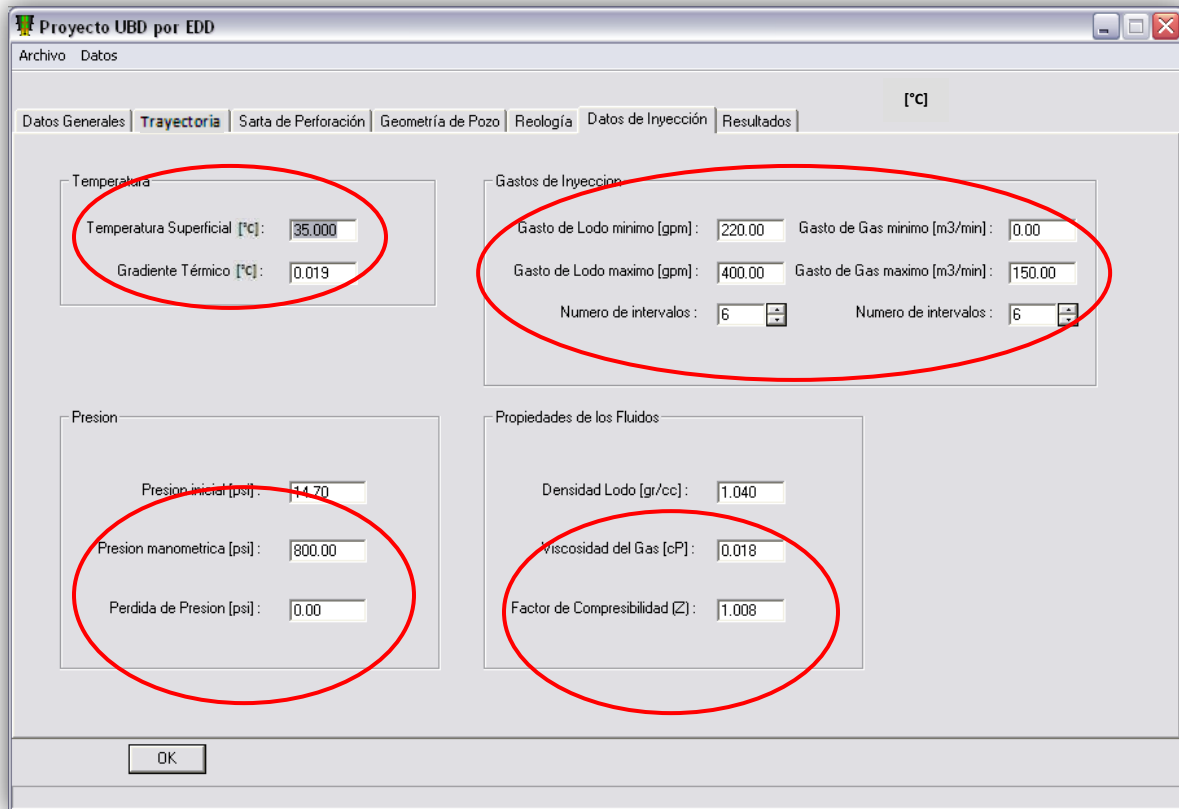 Proyecto UBD por EDD
Archivo Datos
[°C]
Datos Generales Trayectoria Sarta de Perforación Geometría de Pozo Reología Datos de Inyección Resultados
Temperatura
Temperatura Superficial [°C] : 35.000
Gradiente Térmico [°C] : 0.019
Gastos de Inyeccion
Gasto de Lodo minimo [gpm] : 220.00 Gasto de Gas minimo [m3/min] : 0.00
Gasto de Lodo maximo [gpm] : 400.00 Gasto de Gas maximo [m3/min] : 150.00
Numero de intervalos : 6 Numero de intervalos : 6
Presion
Presion inicial [psi] : 14.70
Presion manometrica [psi] : 800.00
Perdida de Presion [psi] : 0.00
Propiedades de los Fluidos
Densidad Lodo [gr/cc] : 1.040
Viscosidad del Gas [cP] : 0.018
Factor de Compresibilidad (Z) : 1.008
OK